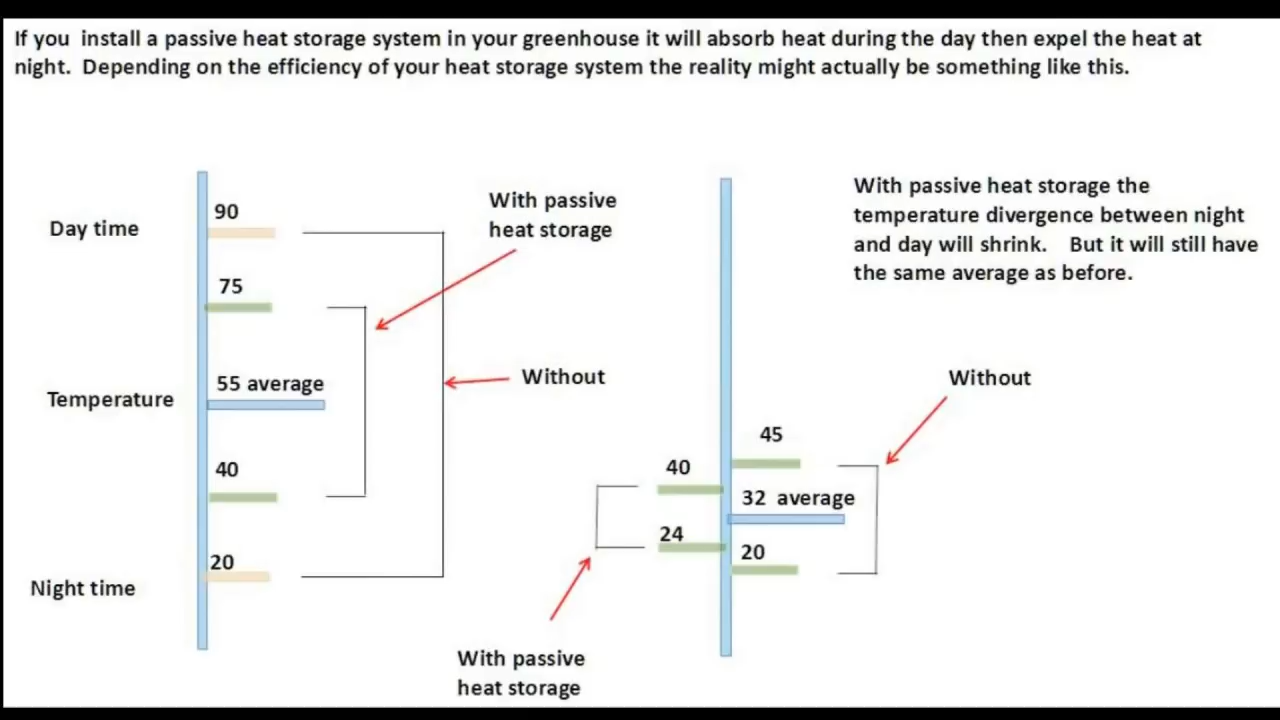 If you install a passive heat storage system in your greenhouse it will absorb heat during the day then expel the heat at
night. Depending on the efficiency of your heat storage system the reality might actually be something like this.
Day time
90
75
55 average
Temperature
40
20
Night time
With passive
heat storage
Without
With passive heat storage the
temperature divergence between night
and day will shrink. But it will still have
the same average as before.
Without
45
40
32 average
24
20
With passive
heat storage